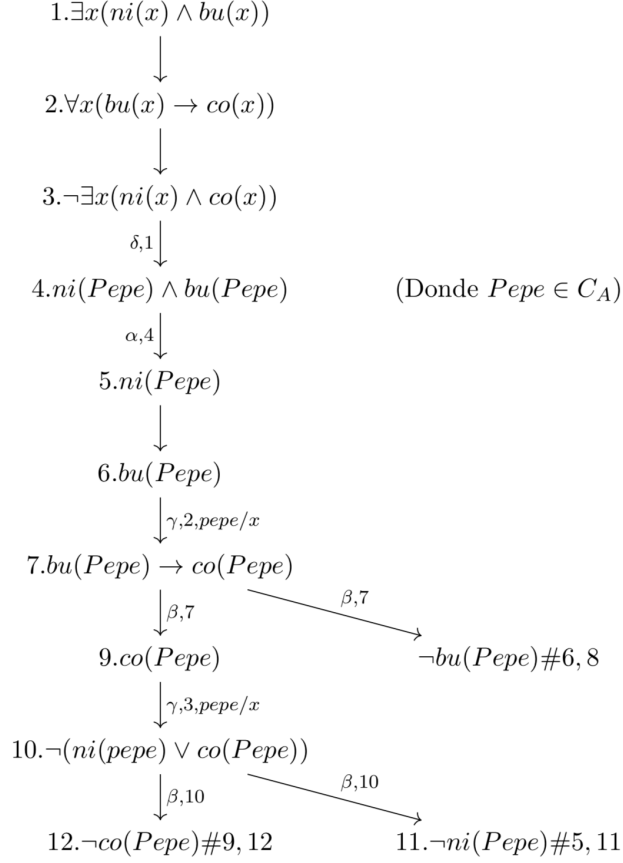 1.∃x(ni(x) ∧ bu(x))
2.∀x(bu(x) → co(x))
3.¬∃x(ni(x) ∧ co(x))
δ,1
4.ni(Pepe) ∧ bu(Pepe) (Donde Pepe ∈ C_A)
α,4
5.ni(Pepe)
6.bu(Pepe)
γ,2,pepe/x
7.bu(Pepe) → co(Pepe)
β,7 β,7
9.co(Pepe) ¬bu(Pepe)#6, 8
γ,3,pepe/x
10.¬(ni(pepe) ∨ co(Pepe))
β,10 β,10
12.¬co(Pepe)#9, 12 11.¬ni(Pepe)#5, 11